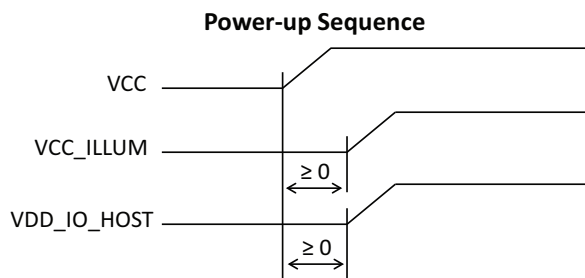 Power-up Sequence
VCC
VCC_ILLUM
≥ 0
VDD_IO_HOST
≥ 0